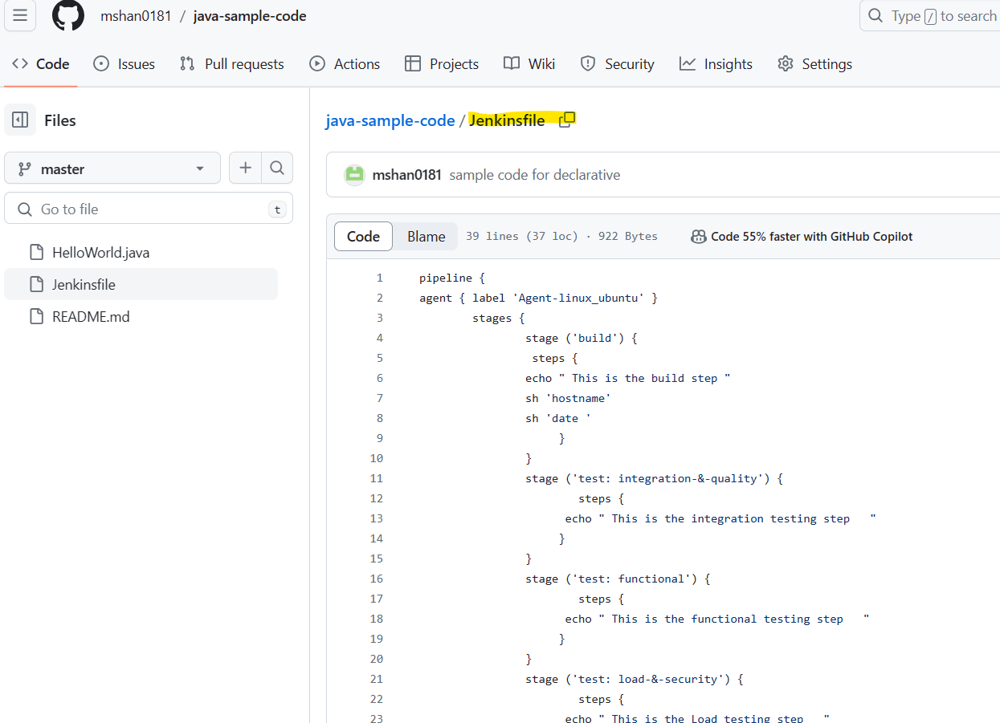 mshan0181 / java-sample-code
Type / to search
Code Issues Pull requests Actions Projects Wiki Security Insights Settings
Files
master
Go to file t
HelloWorld.java
Jenkinsfile
README.md
java-sample-code / Jenkinsfile
mshan0181 sample code for declarative
Code Blame 39 lines (37 loc) · 922 Bytes Code 55% faster with GitHub Copilot
1 pipeline {
2 agent { label 'Agent-linux_ubuntu' }
3 stages {
4 stage ('build') {
5 steps {
6 echo " This is the build step "
7 sh 'hostname'
8 sh 'date '
9 }
10 }
11 stage ('test: integration-&-quality') {
12 steps {
13 echo " This is the integration testing step   "
14 }
15 }
16 stage ('test: functional') {
17 steps {
18 echo " This is the functional testing step   "
19 }
20 }
21 stage ('test: load-&-security') {
22 steps {
23 echo " This is the Load testing step   "